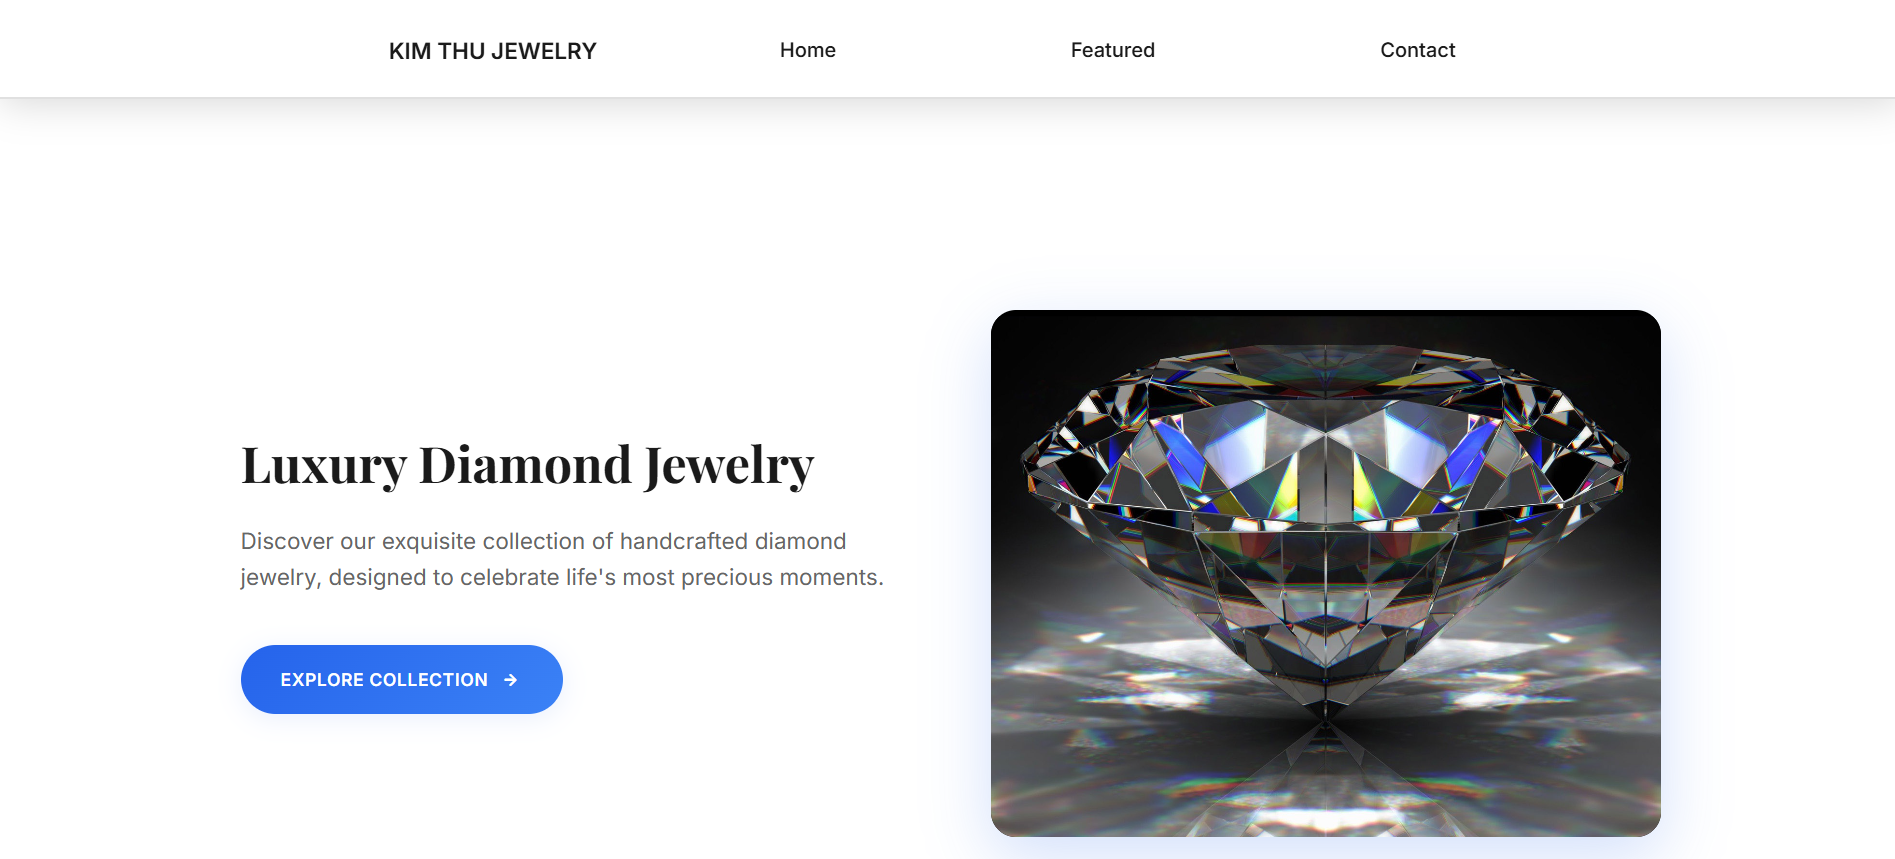 KIM THU JEWELRY
Home
Featured
Contact
Luxury Diamond Jewelry
Discover our exquisite collection of handcrafted diamond
jewelry, designed to celebrate life's most precious moments.
EXPLORE COLLECTION →